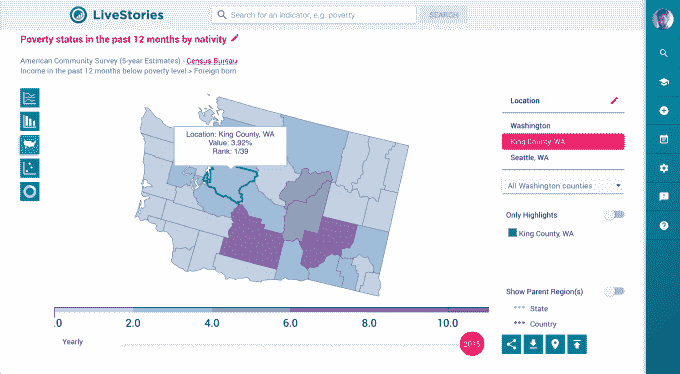 LiveStories
Search for an indicator, e.g. poverty
SEARCH
Poverty status in the past 12 months by nativity
American Community Survey (5-year Estimates) - Census Bureau
Income in the past 12 months below poverty level > Foreign born
Location: King County, WA
Value: 3.92%
Rank: 1/39
Location
Washington
King County, WA
Seattle, WA
All Washington counties
Only Highlights
King County, WA
Show Parent Region(s)
State
Country
.0 2.0 4.0 6.0 8.0 10.0
Yearly
2015